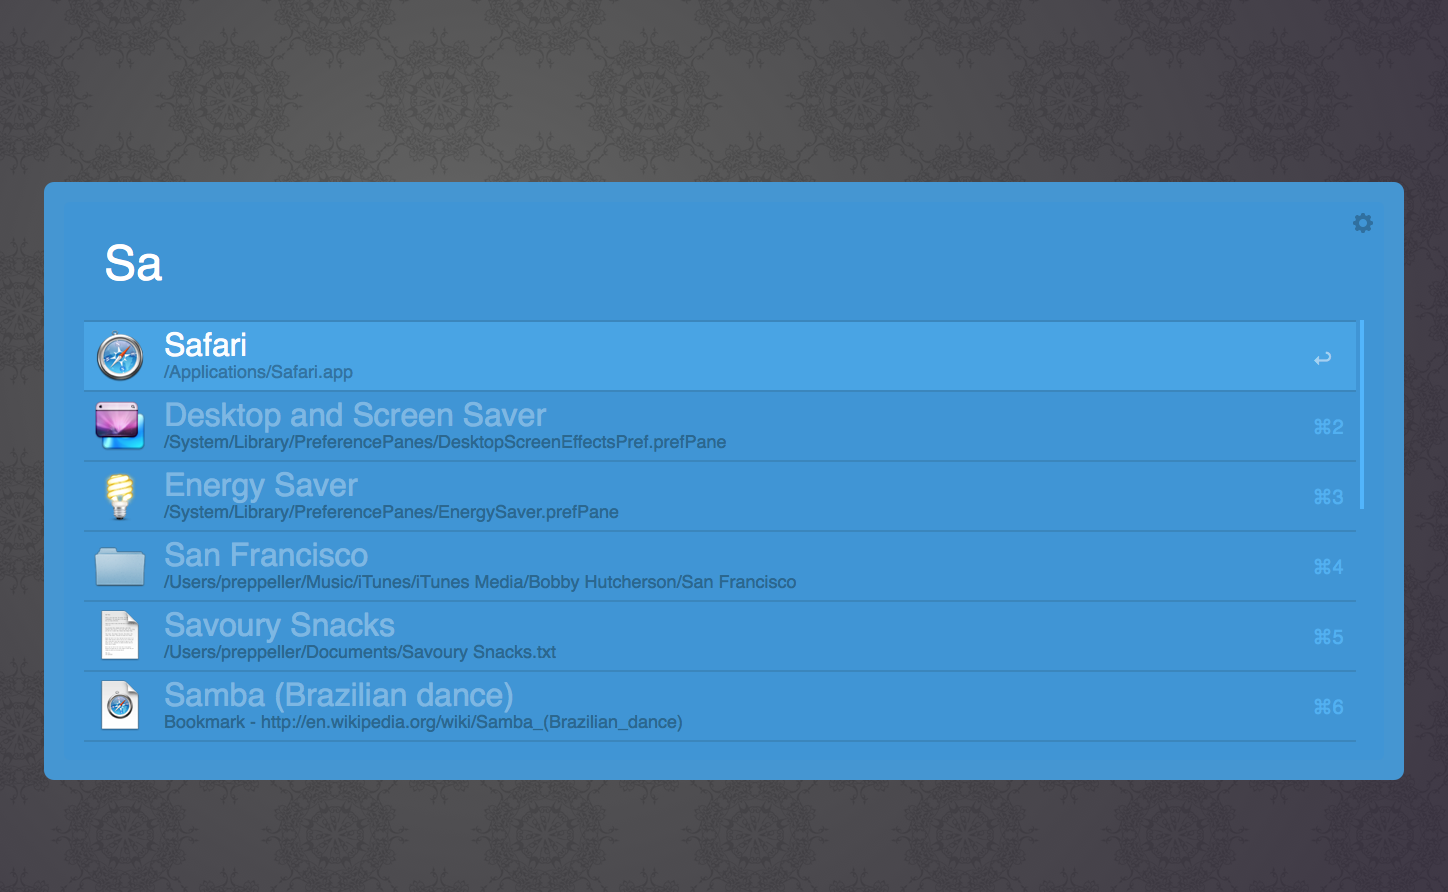 Sa
Safari
/Applications/Safari.app
↩
Desktop and Screen Saver
/System/Library/PreferencePanes/DesktopScreenEffectsPref.prefPane
⌘2
Energy Saver
/System/Library/PreferencePanes/EnergySaver.prefPane
⌘3
San Francisco
/Users/preppeller/Music/iTunes/iTunes Media/Bobby Hutcherson/San Francisco
⌘4
Savoury Snacks
/Users/preppeller/Documents/Savoury Snacks.txt
⌘5
Samba (Brazilian dance)
Bookmark - http://en.wikipedia.org/wiki/Samba_(Brazilian_dance)
⌘6